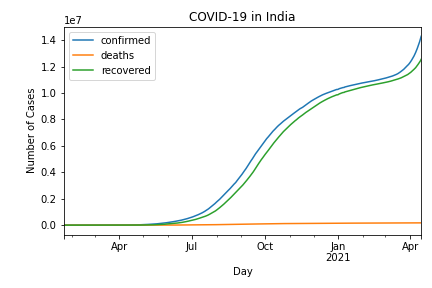 COVID-19 in India
1e7
confirmed
deaths
recovered
1.4
1.2
1.0
0.8
0.6
0.4
0.2
0.0
Number of Cases
Apr
Jul
Oct
Jan
2021
Apr
Day